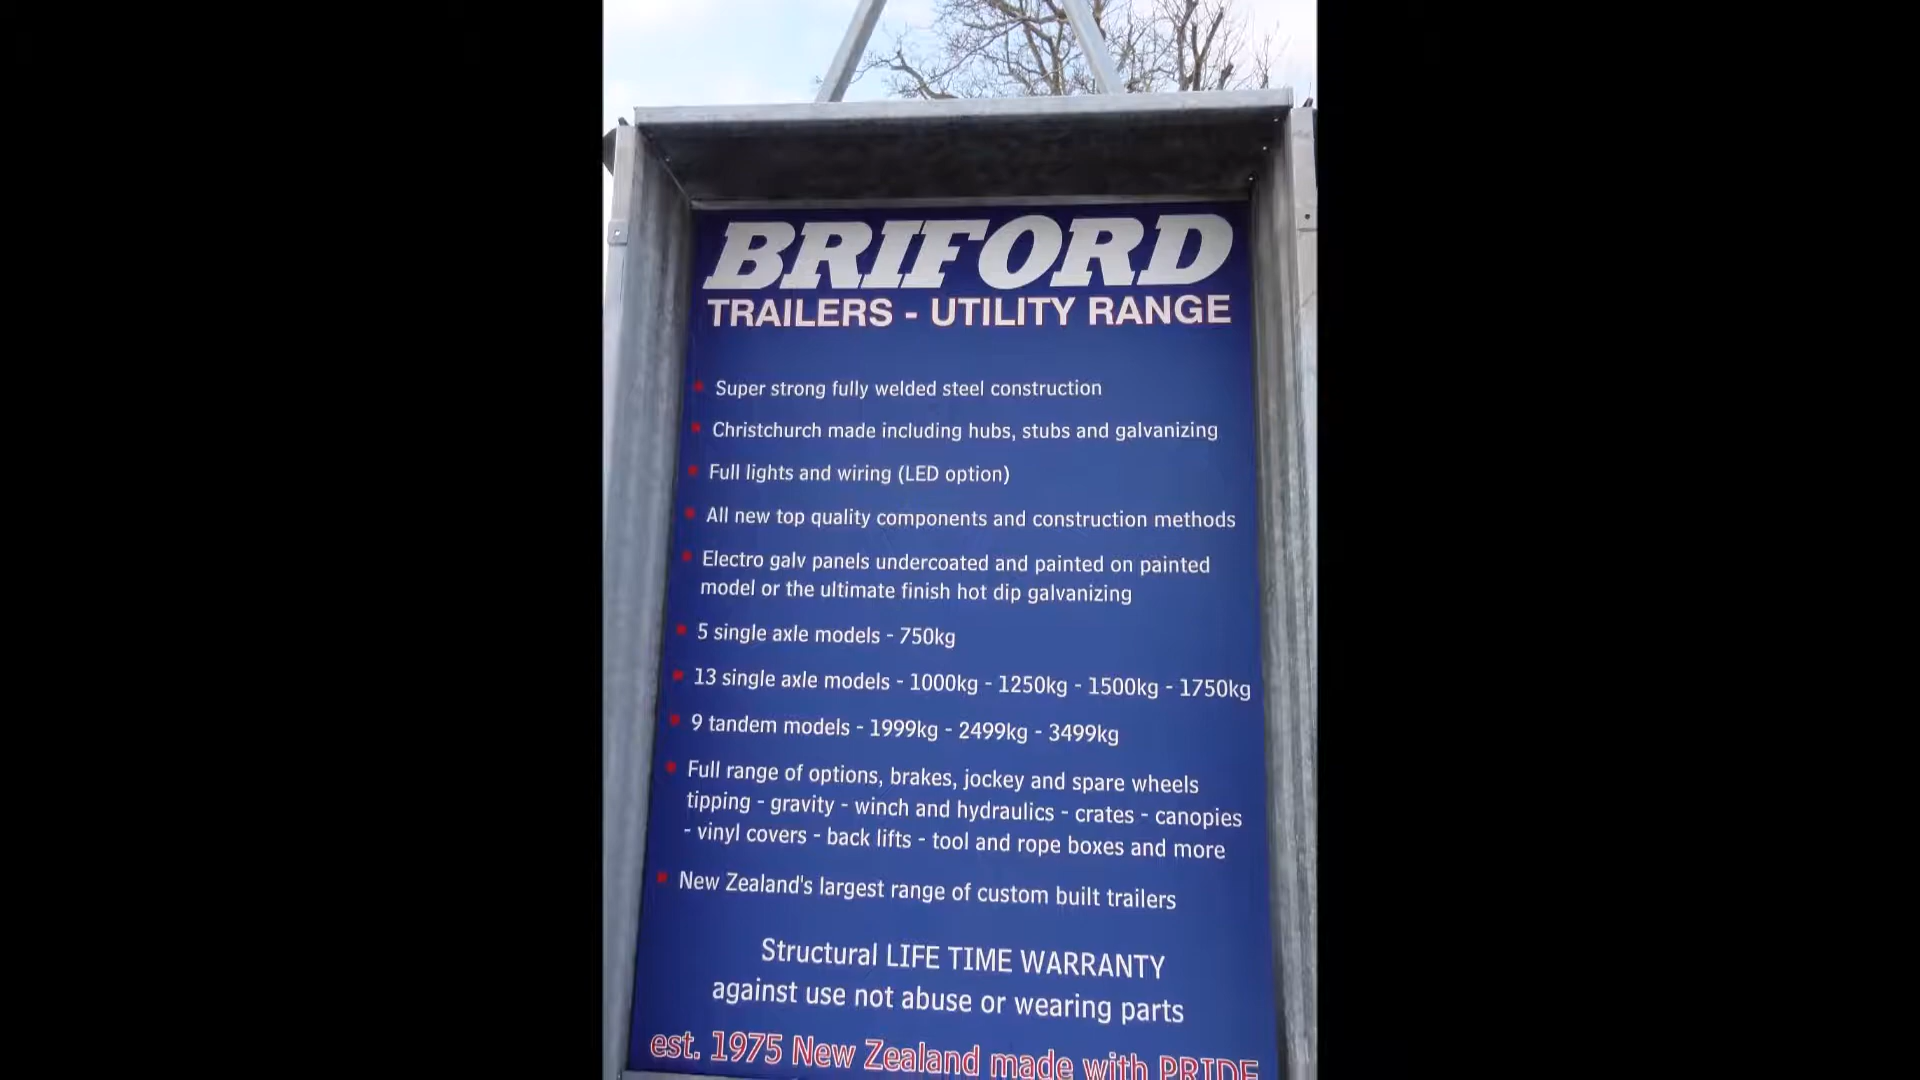 BRIFORD
TRAILERS - UTILITY RANGE
Super strong fully welded steel construction
Christchurch made including hubs, stubs and galvanizing
Full lights and wiring (LED option)
All new top quality components and construction methods
Electro galv panels undercoated and painted on painted
model or the ultimate finish hot dip galvanizing
5 single axle models - 750kg
13 single axle models - 1000kg - 1250kg - 1500kg - 1750kg
9 tandem models - 1999kg - 2499kg - 3499kg
Full range of options, brakes, jockey and spare wheels
tipping - gravity - winch and hydraulics - crates - canopies
- vinyl covers - back lifts - tool and rope boxes and more
New Zealand's largest range of custom built trailers
Structural LIFE TIME WARRANTY
against use not abuse or wearing parts
est. 1975 New Zealand made with PRIDE